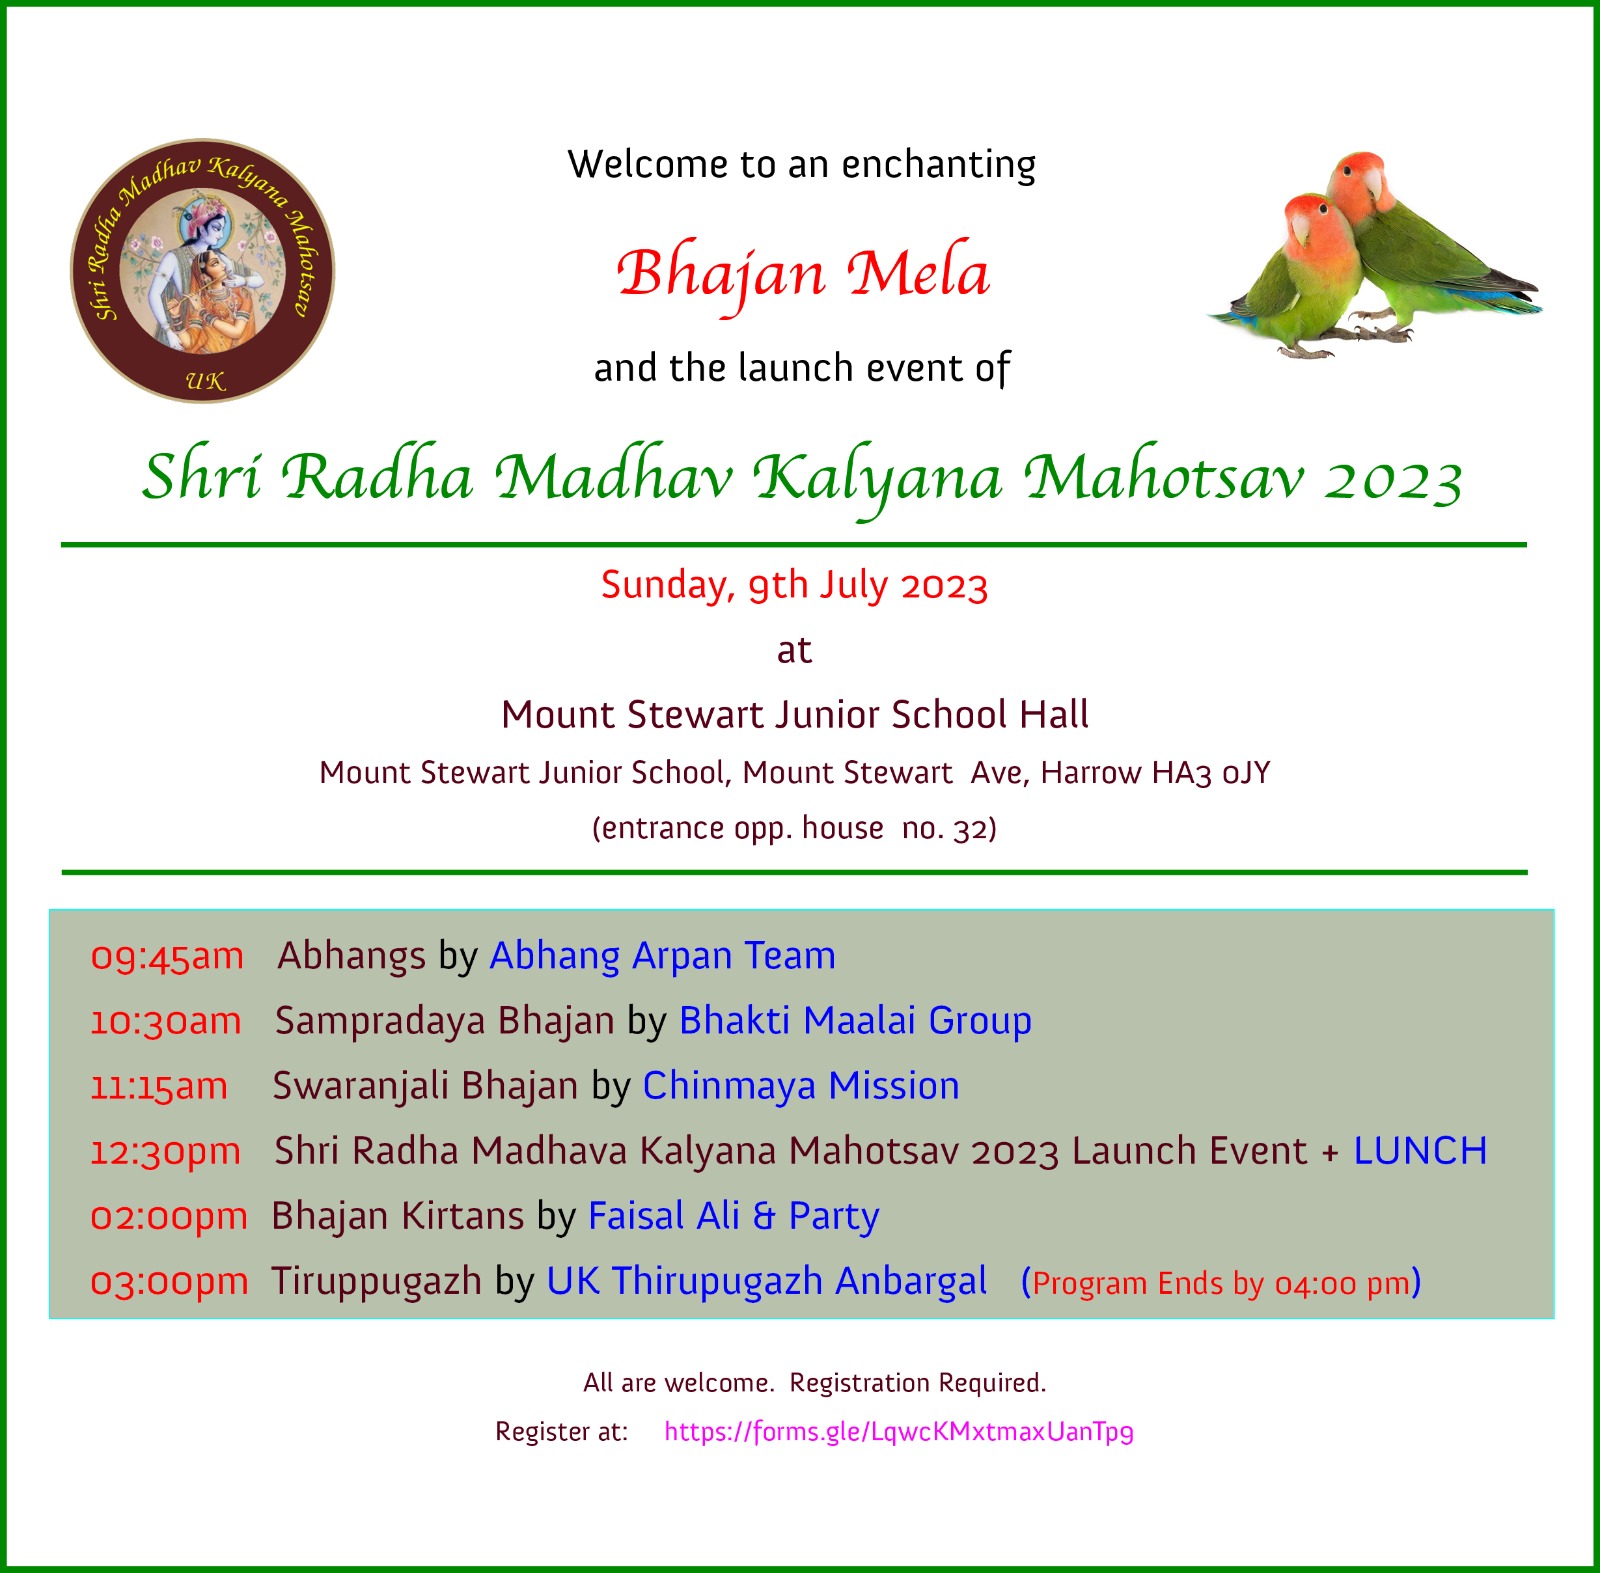 Shri Radha Madhav Kalyana Mahotsav
UK
Welcome to an enchanting
Bhajan Mela
and the launch event of
Shri Radha Madhav Kalyana Mahotsav 2023
Sunday, 9th July 2023
at
Mount Stewart Junior School Hall
Mount Stewart Junior School, Mount Stewart Ave, Harrow HA3 0JY
(entrance opp. house no. 32)
09:45am Abhangs by Abhang Arpan Team
10:30am Sampradaya Bhajan by Bhakti Maalai Group
11:15am Swaranjali Bhajan by Chinmaya Mission
12:30pm Shri Radha Madhava Kalyana Mahotsav 2023 Launch Event + LUNCH
02:00pm Bhajan Kirtans by Faisal Ali & Party
03:00pm Tiruppugazh by UK Thirupugazh Anbargal (Program Ends by 04:00 pm)
All are welcome. Registration Required.
Register at: https://forms.gle/LqwcKMxtmaxUanTp9